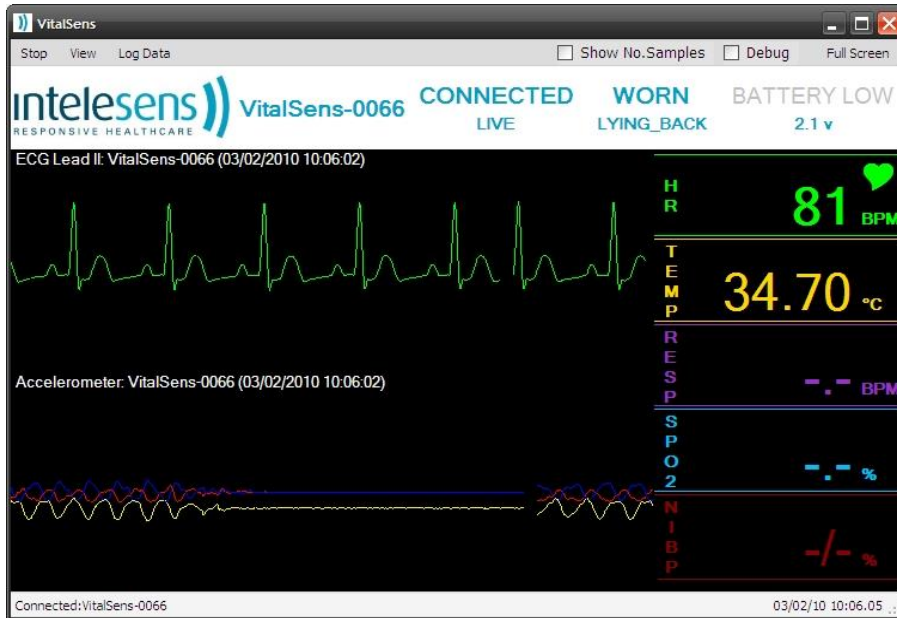 VitalSens
Stop View Log Data Show No.Samples Debug Full Screen
intelesens
RESPONSIVE HEALTHCARE
VitalSens-0066
CONNECTED
LIVE
WORN
LYING_BACK
BATTERY LOW
2.1 v
ECG Lead II: VitalSens-0066 (03/02/2010 10:06:02)
HR 81 BPM
TEMP 34.70 °C
RESP -.- BPM
Accelerometer: VitalSens-0066 (03/02/2010 10:06:02)
SPO2 -.- %
NIBP -/- %
Connected:VitalSens-0066 03/02/10 10:06.05